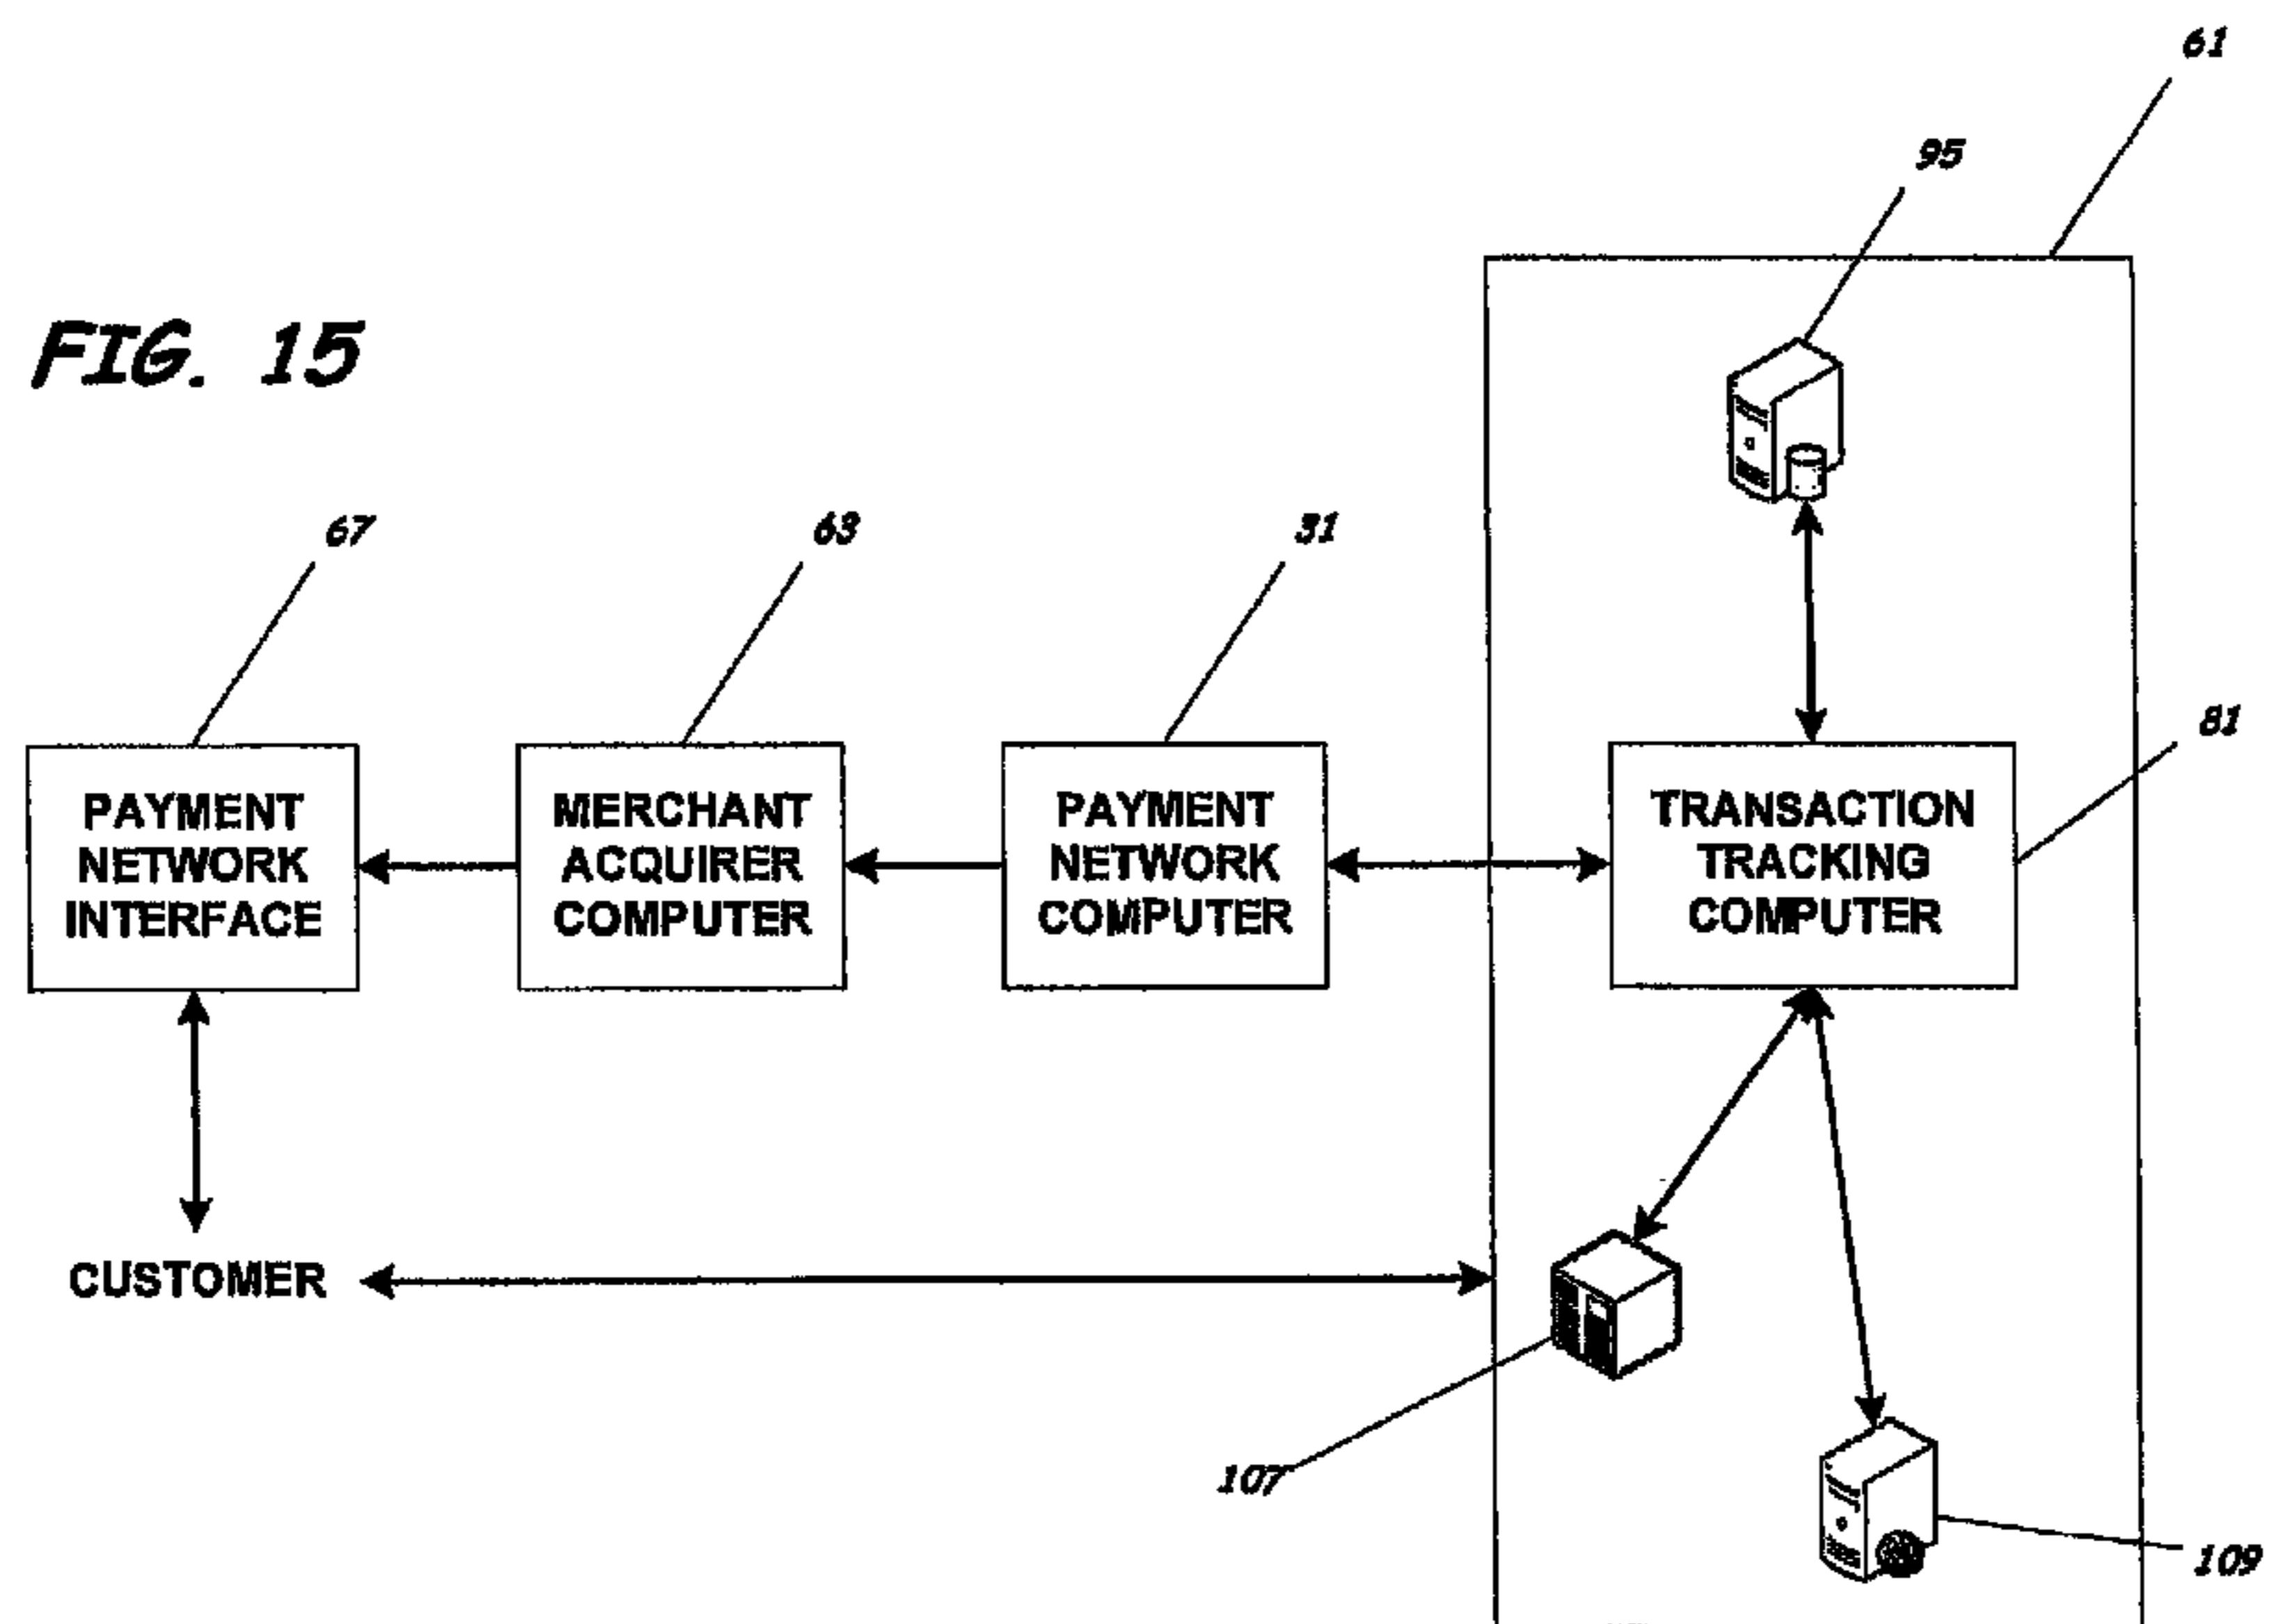 61
95
FIG. 15
67
63
31
81
PAYMENT
NETWORK
INTERFACE
MERCHANT
ACQUIRER
COMPUTER
PAYMENT
NETWORK
COMPUTER
TRANSACTION
TRACKING
COMPUTER
CUSTOMER
107
109